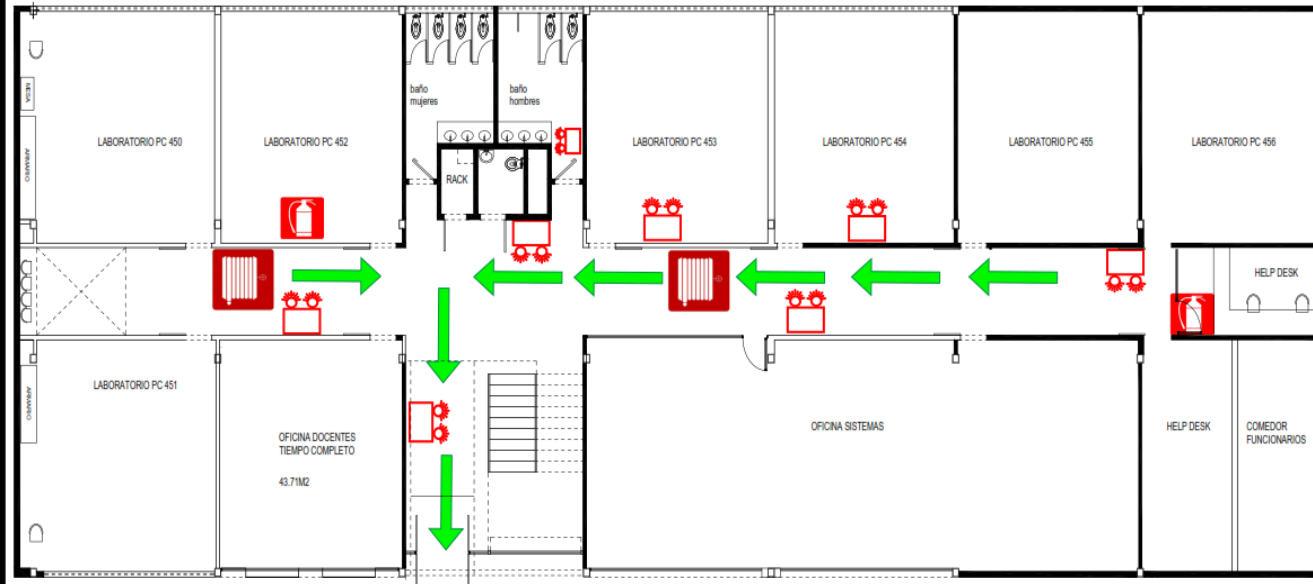 baño
mujeres
baño
hombres
MESA
ARMARIO
LABORATORIO PC 450
LABORATORIO PC 452
LABORATORIO PC 453
LABORATORIO PC 454
LABORATORIO PC 455
LABORATORIO PC 456
RACK
HELP DESK
ARMARIO
LABORATORIO PC 451
OFICINA DOCENTES
TIEMPO COMPLETO
43.71M2
OFICINA SISTEMAS
HELP DESK
COMEDOR
FUNCIONARIOS